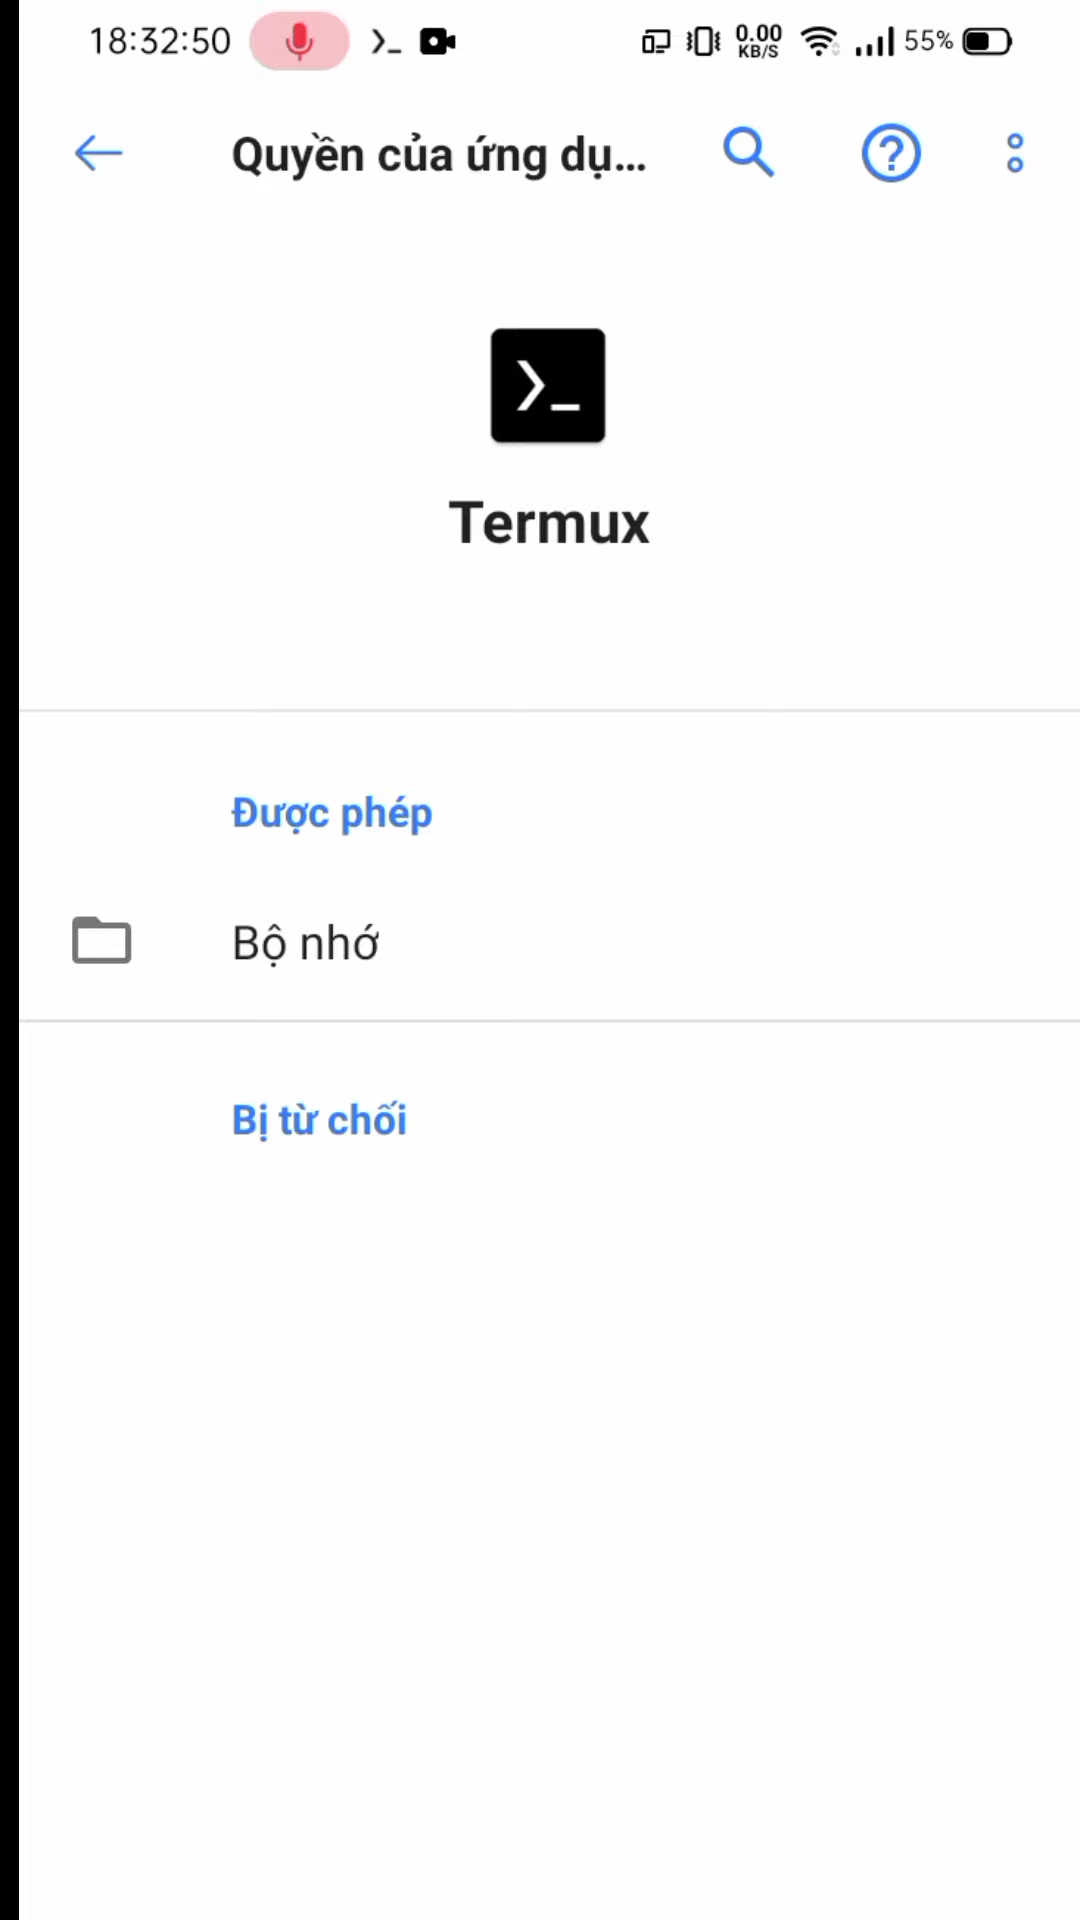 18:32:50 0.00 KB/S 55%
Quyền của ứng dụ...
Termux
Được phép
Bộ nhớ
Bị từ chối